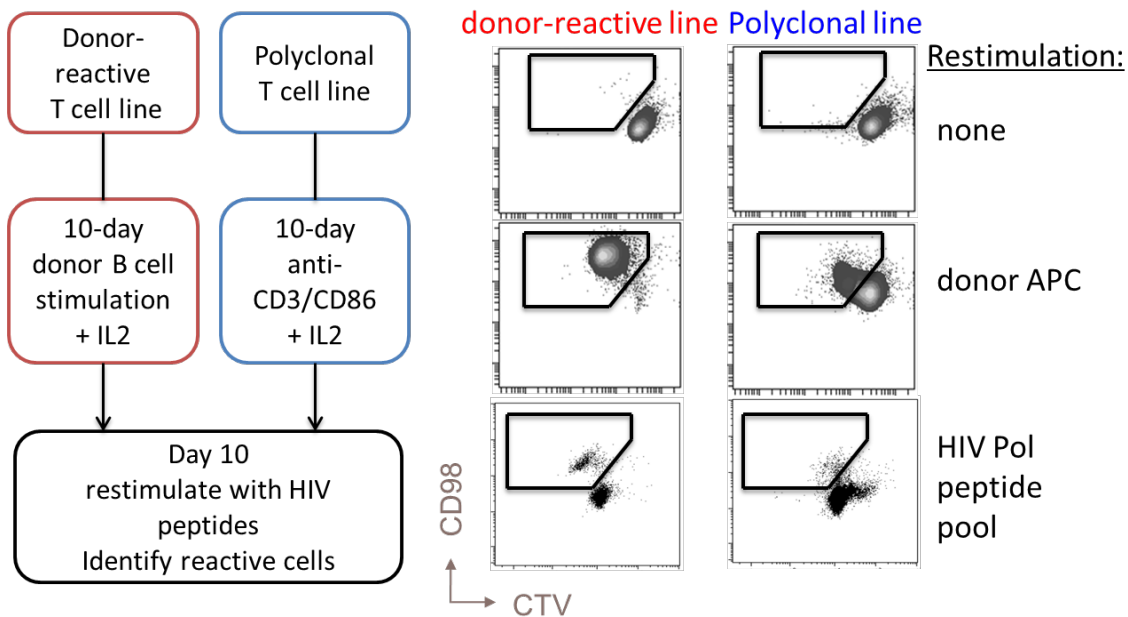 Donor-
reactive
T cell line
Polyclonal
T cell line
10-day
donor B cell
stimulation
+ IL2
10-day
anti-
CD3/CD86
+ IL2
Day 10
restimulate with HIV
peptides
Identify reactive cells
donor-reactive line
Polyclonal line
Restimulation:
none
donor APC
HIV Pol
peptide
pool
CD98
CTV